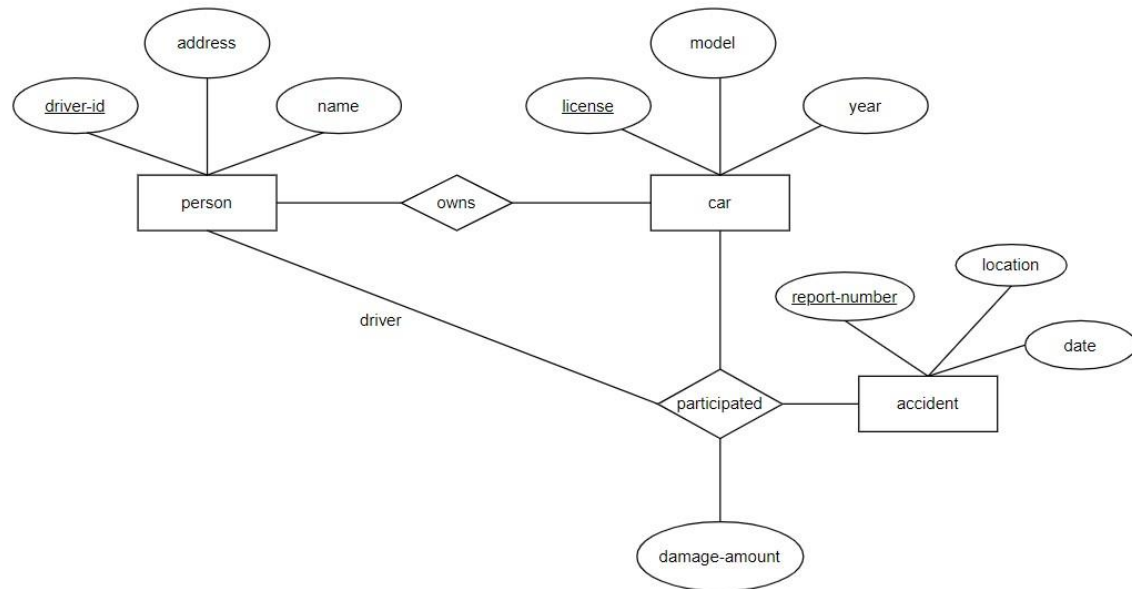 address
model
driver-id
name
license
year
person
owns
car
location
report-number
driver
date
participated
accident
damage-amount